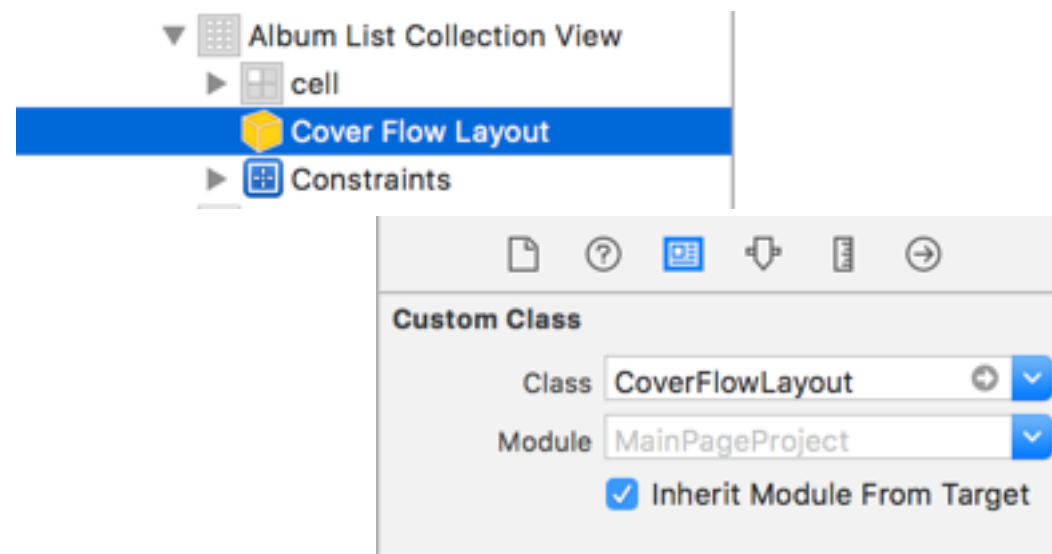 Album List Collection View
cell
Cover Flow Layout
Constraints
Custom Class
Class CoverFlowLayout
Module MainPageProject
Inherit Module From Target